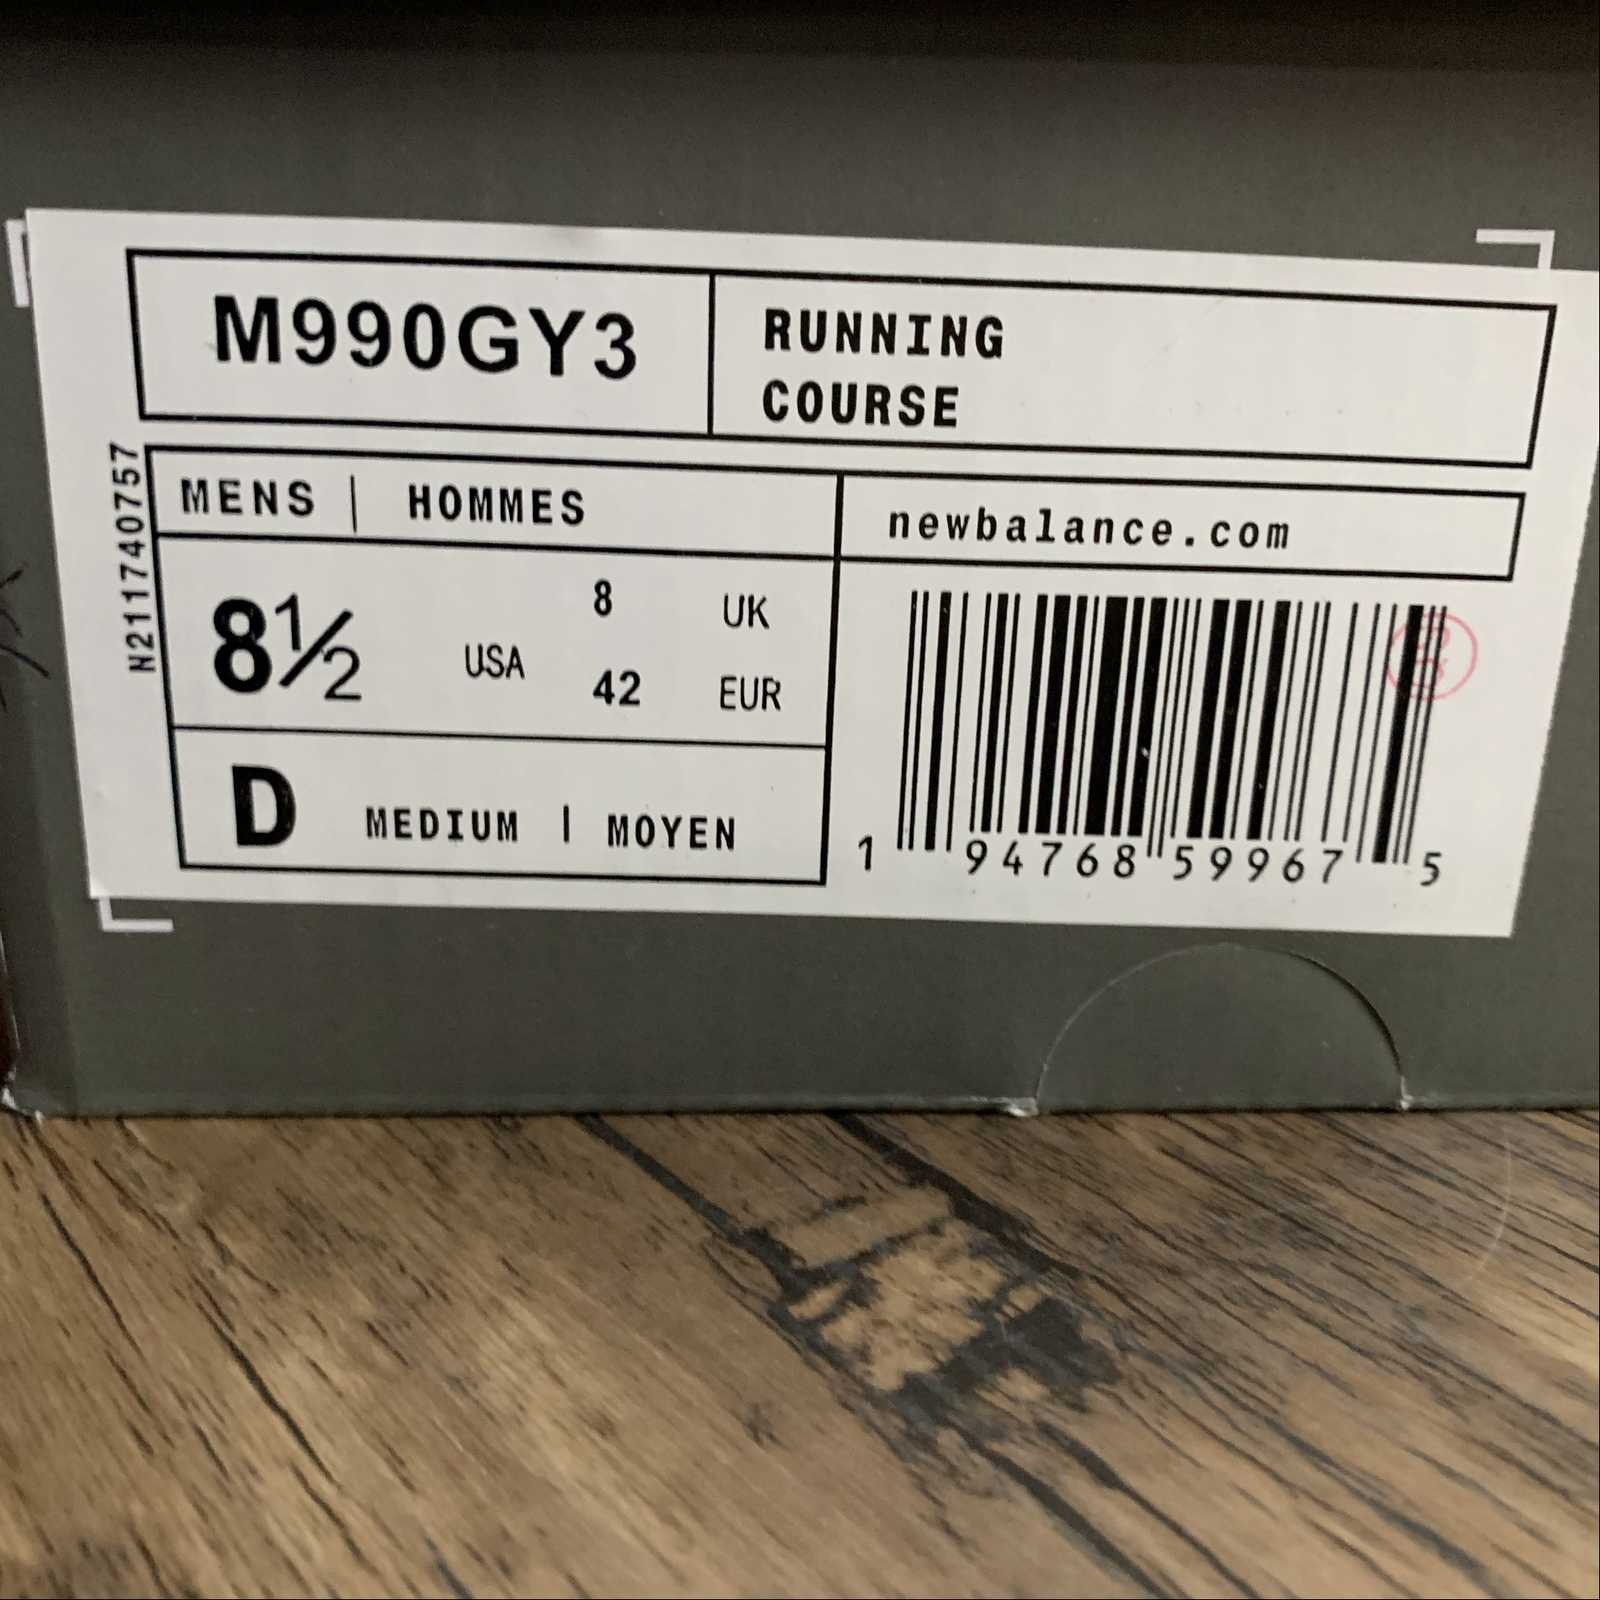 M990GY3
RUNNING
COURSE
N2117740757
MENS | HOMMES
newbalance.com
8½ USA
8 UK
42 EUR
D MEDIUM | MOYEN
1 94768 59967 5